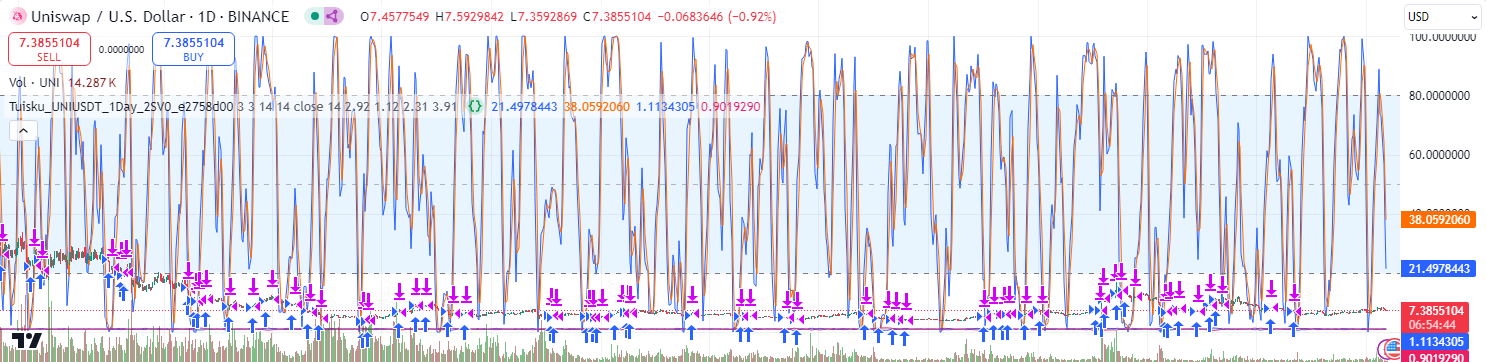 Uniswap / U.S. Dollar · 1D · BINANCE O7.4577549 H7.5929842 L7.3592869 C7.3855104 −0.0683646 (−0.92%)
USD
7.3855104 SELL
0.0000000
7.3855104 BUY
Vol · UNI 14.287 K
Tuisku_UNIUSDT_1Day_2SV0_e2758d00 3 3 14 14 close 14 2.92 1.12 2.31 3.91 21.4978443 38.0592060 1.1134305 0.9019290
100.0000000
80.0000000
60.0000000
38.0592060
21.4978443
7.3855104
06:54:44
1.1134305
0.9019290